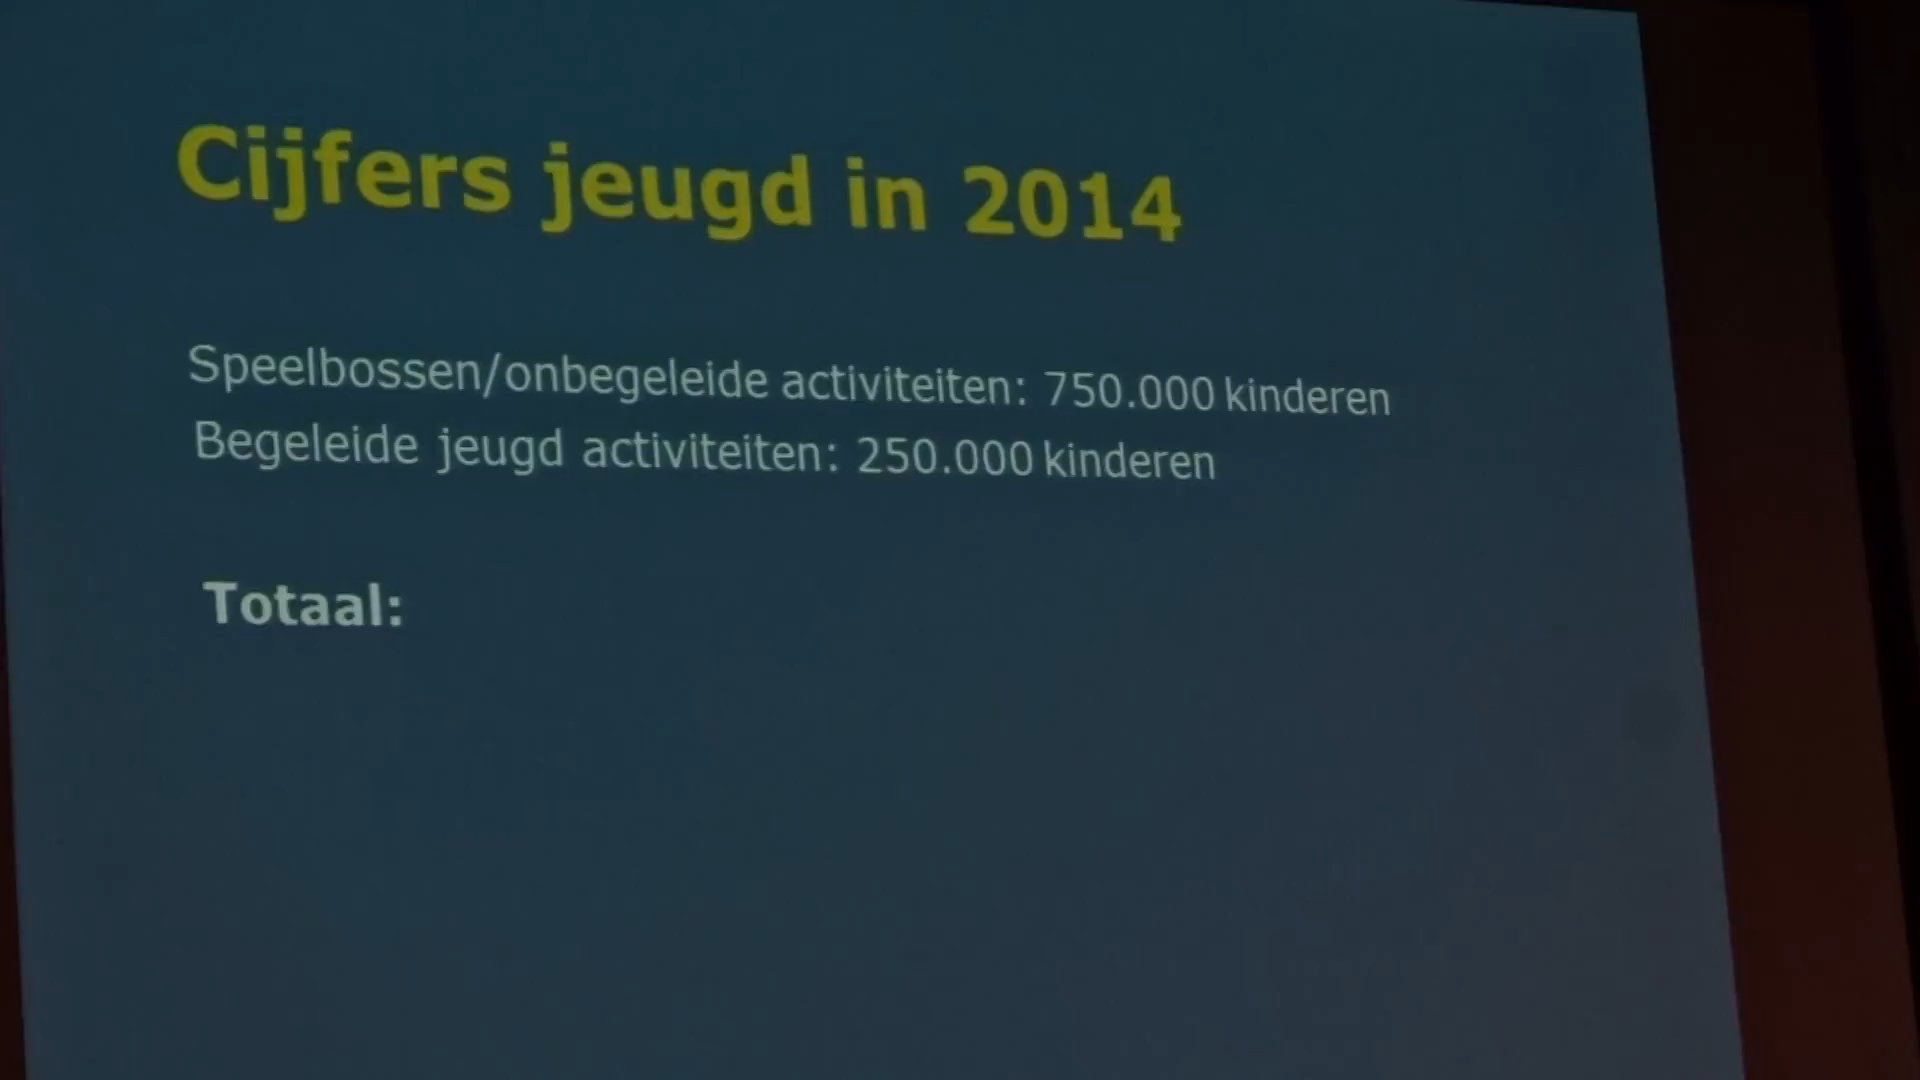 Cijfers jeugd in 2014
Speelbossen/onbegeleide activiteiten: 750.000 kinderen
Begeleide jeugd activiteiten: 250.000 kinderen
Totaal: